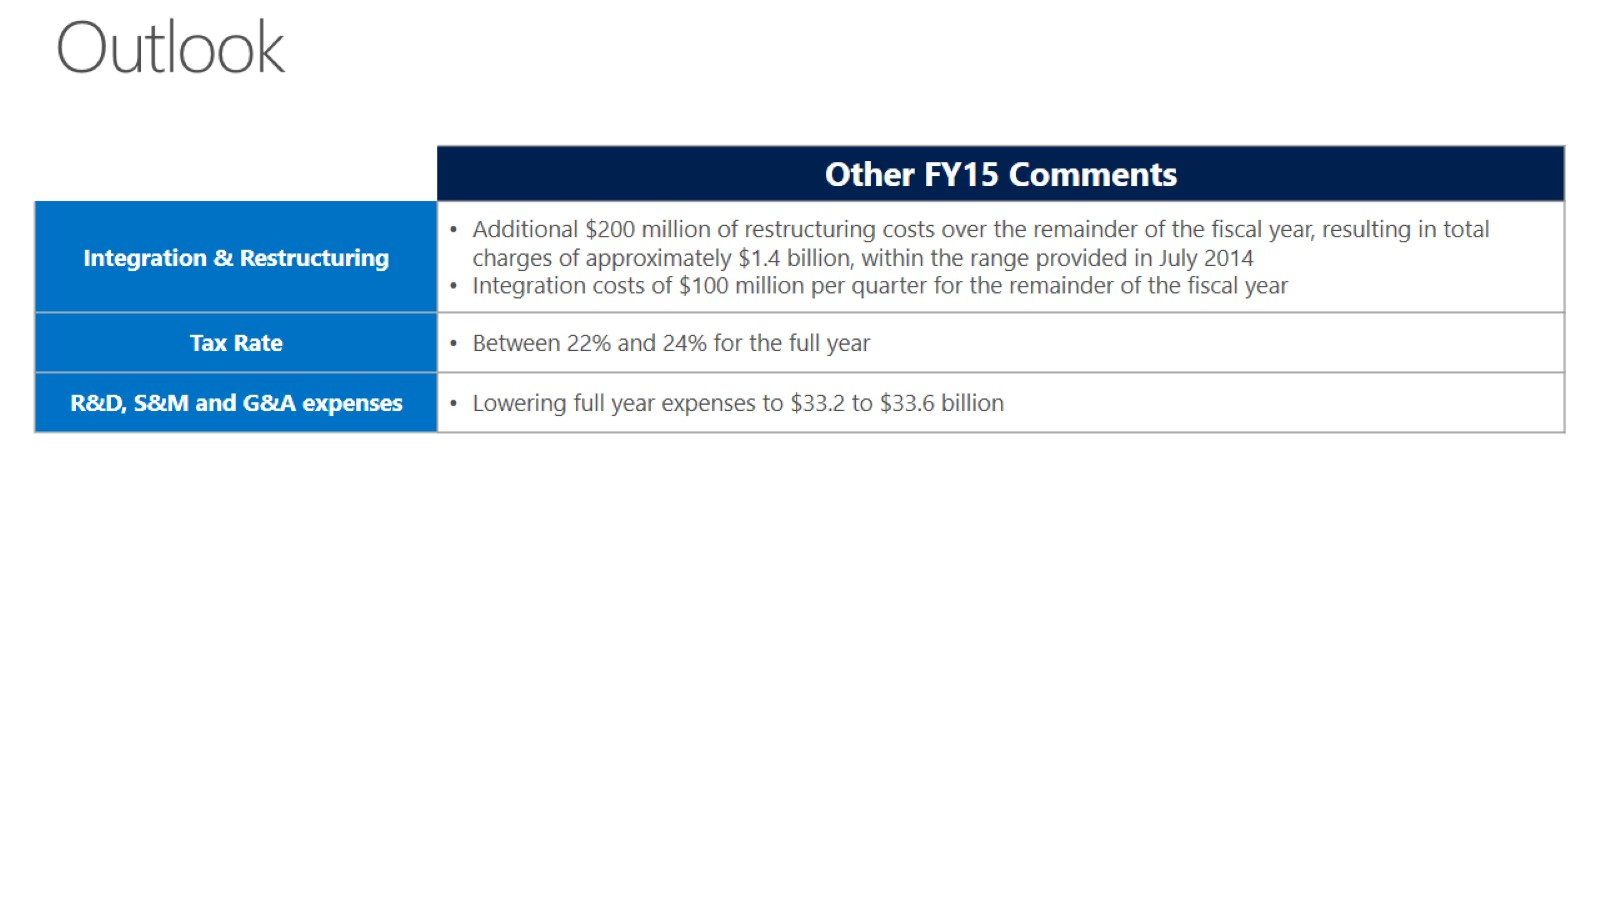 Outlook
Other FY15 Comments
Integration & Restructuring
• Additional $200 million of restructuring costs over the remainder of the fiscal year, resulting in total
charges of approximately $1.4 billion, within the range provided in July 2014
• Integration costs of $100 million per quarter for the remainder of the fiscal year
Tax Rate
• Between 22% and 24% for the full year
R&D, S&M and G&A expenses
• Lowering full year expenses to $33.2 to $33.6 billion